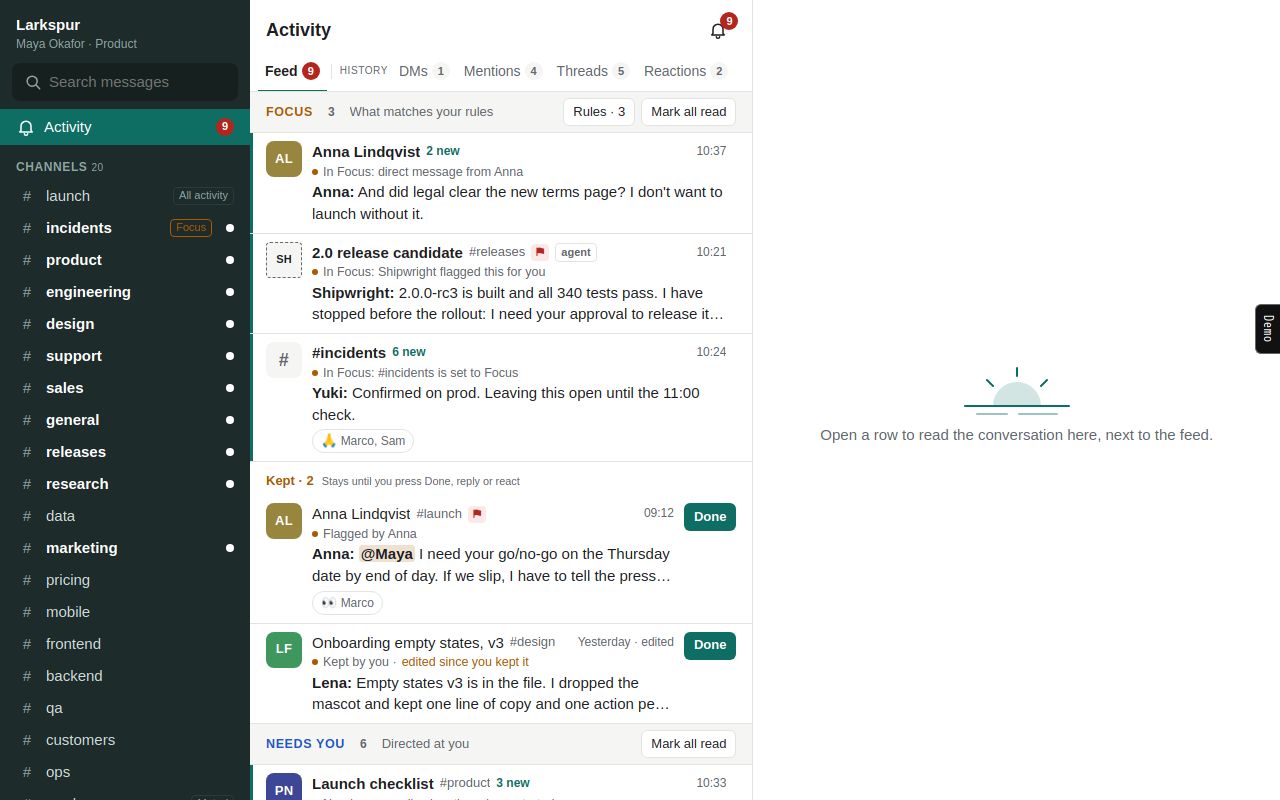 Larkspur
Maya Okafor · Product
Search messages
Activity 9
CHANNELS 20
# launch All activity
# incidents Focus
# product
# engineering
# design
# support
# sales
# general
# releases
# research
# data
# marketing
# pricing
# mobile
# frontend
# backend
# qa
# customers
# ops
Activity 9
Feed 9 HISTORY DMs 1 Mentions 4 Threads 5 Reactions 2
FOCUS 3 What matches your rules Rules · 3 Mark all read
AL Anna Lindqvist 2 new 10:37
In Focus: direct message from Anna
Anna: And did legal clear the new terms page? I don't want to
launch without it.
SH 2.0 release candidate #releases agent 10:21
In Focus: Shipwright flagged this for you
Shipwright: 2.0.0-rc3 is built and all 340 tests pass. I have
stopped before the rollout: I need your approval to release it…
# #incidents 6 new 10:24
In Focus: #incidents is set to Focus
Yuki: Confirmed on prod. Leaving this open until the 11:00
check.
🙏 Marco, Sam
Kept · 2 Stays until you press Done, reply or react
AL Anna Lindqvist #launch 09:12 Done
Flagged by Anna
Anna: @Maya I need your go/no-go on the Thursday
date by end of day. If we slip, I have to tell the press…
👀 Marco
LF Onboarding empty states, v3 #design Yesterday · edited Done
Kept by you · edited since you kept it
Lena: Empty states v3 is in the file. I dropped the
mascot and kept one line of copy and one action pe…
NEEDS YOU 6 Directed at you Mark all read
PN Launch checklist #product 3 new 10:33
Open a row to read the conversation here, next to the feed.
Demo